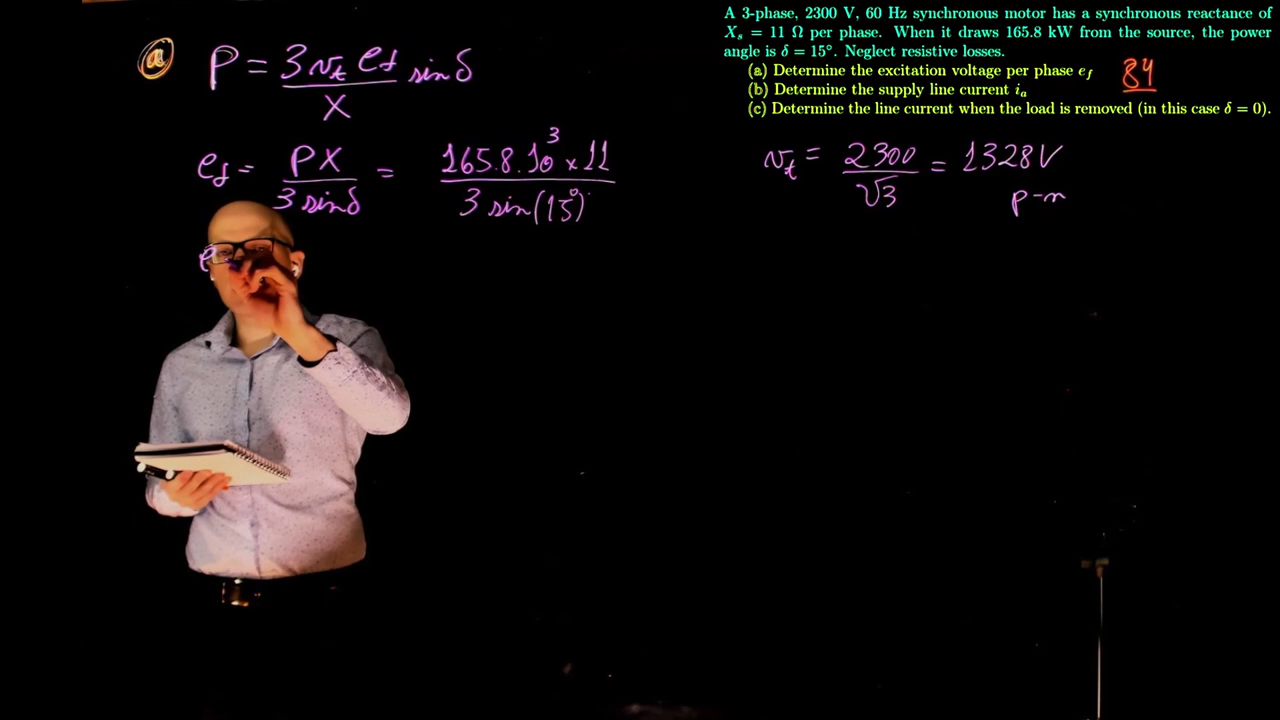 A 3-phase, 2300 V, 60 Hz synchronous motor has a synchronous reactance of
Xs = 11 Ω per phase. When it draws 165.8 kW from the source, the power
angle is δ = 15°. Neglect resistive losses.
(a) Determine the excitation voltage per phase ef
(b) Determine the supply line current ia
(c) Determine the line current when the load is removed (in this case δ = 0).
84
a P = 3 vt ef / X sin δ
ef = PX / 3 sin δ = 165.8.10³ × 11 / 3 sin(15°)
vt = 2300 / √3 = 1328V
p-n
e